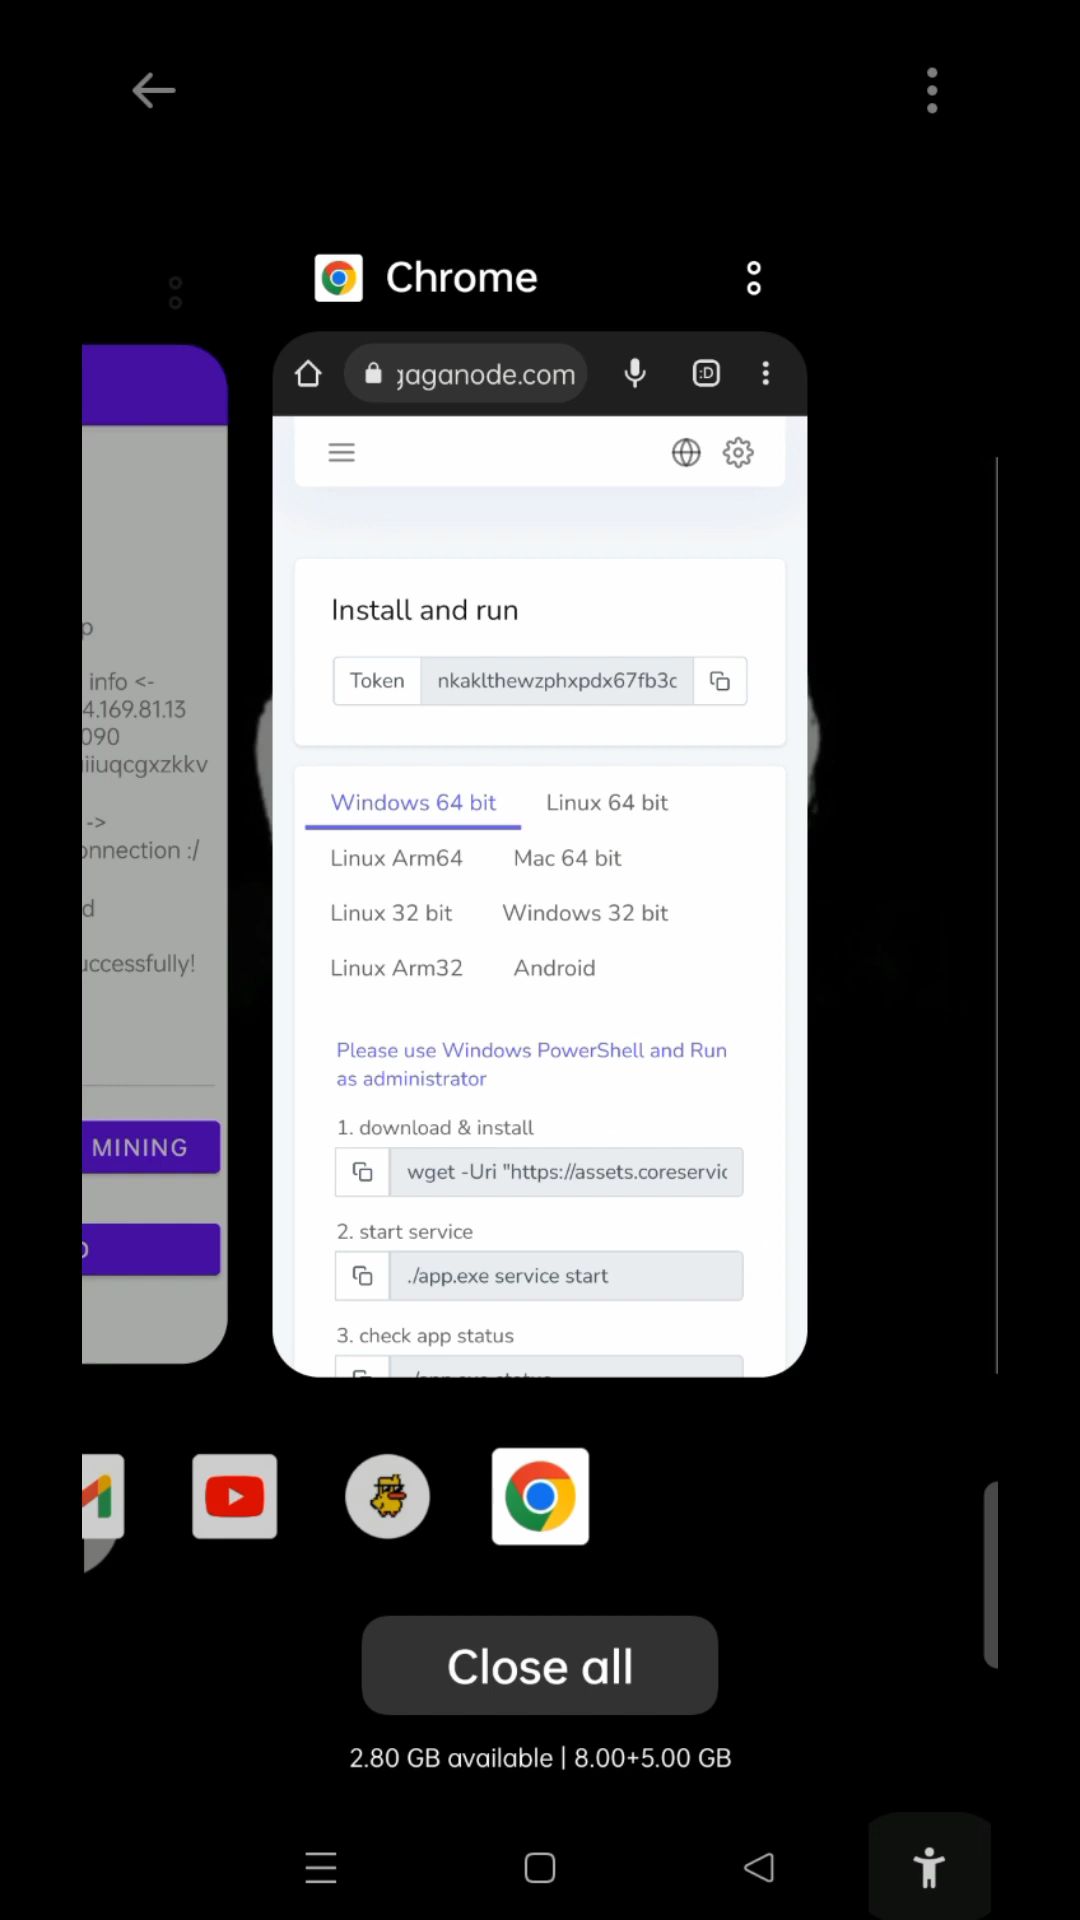 Chrome
gaganode.com
Install and run
Token nkaklthewzphxpdx67fb3c
Windows 64 bit Linux 64 bit
Linux Arm64 Mac 64 bit
Linux 32 bit Windows 32 bit
Linux Arm32 Android
Please use Windows PowerShell and Run
as administrator
1. download & install
wget -Uri "https://assets.coreservic
2. start service
./app.exe service start
3. check app status
info <-
4.169.81.13
090
iiuqcgxzkkv
->
onnection :/
d
uccessfully!
MINING
Close all
2.80 GB available | 8.00+5.00 GB